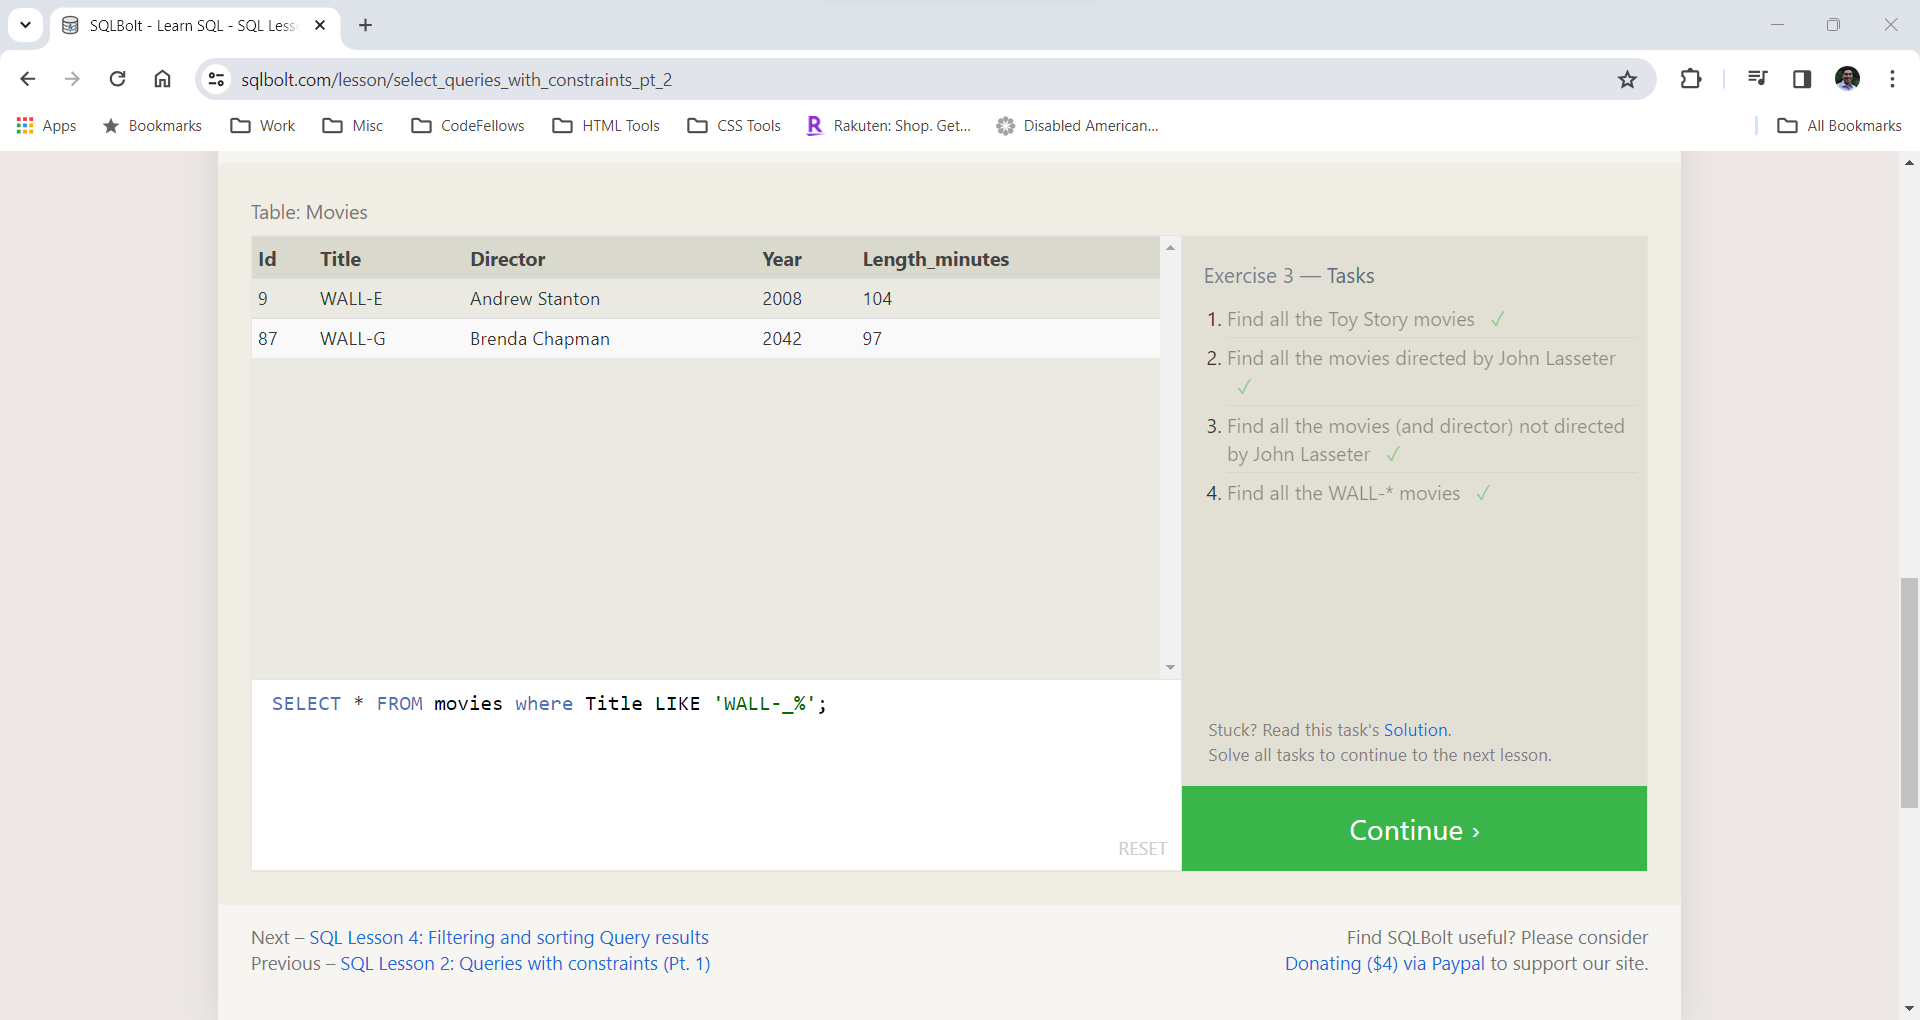 SQLBolt - Learn SQL - SQL Less
sqlbolt.com/lesson/select_queries_with_constraints_pt_2
Apps Bookmarks Work Misc CodeFellows HTML Tools CSS Tools R Rakuten: Shop. Get... Disabled American... All Bookmarks
Table: Movies
Id Title Director Year Length_minutes
9 WALL-E Andrew Stanton 2008 104
87 WALL-G Brenda Chapman 2042 97
Exercise 3 — Tasks
1. Find all the Toy Story movies ✓
2. Find all the movies directed by John Lasseter
✓
3. Find all the movies (and director) not directed
by John Lasseter ✓
4. Find all the WALL-* movies ✓
SELECT * FROM movies where Title LIKE 'WALL-_%';
RESET
Stuck? Read this task's Solution.
Solve all tasks to continue to the next lesson.
Continue ›
Next – SQL Lesson 4: Filtering and sorting Query results
Previous – SQL Lesson 2: Queries with constraints (Pt. 1)
Find SQLBolt useful? Please consider
Donating ($4) via Paypal to support our site.